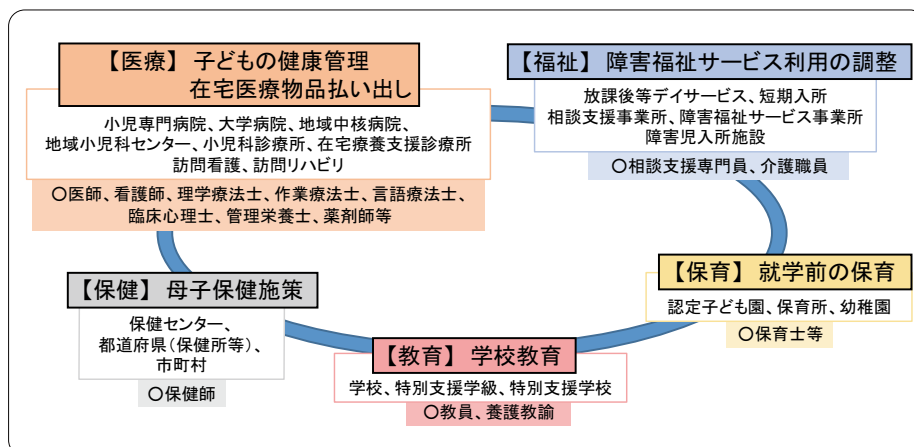 【医療】 子どもの健康管理
在宅医療物品払い出し
小児専門病院、大学病院、地域中核病院、
地域小児科センター、小児科診療所、在宅療養支援診療所
訪問看護、訪問リハビリ
○医師、看護師、理学療法士、作業療法士、言語療法士、
臨床心理士、管理栄養士、薬剤師等
【福祉】 障害福祉サービス利用の調整
放課後等デイサービス、短期入所
相談支援事業所、障害福祉サービス事業所
障害児入所施設
○相談支援専門員、介護職員
【保健】 母子保健施策
保健センター、
都道府県(保健所等)、
市町村
○保健師
【教育】 学校教育
学校、特別支援学級、特別支援学校
○教員、養護教諭
【保育】 就学前の保育
認定子ども園、保育所、幼稚園
○保育士等